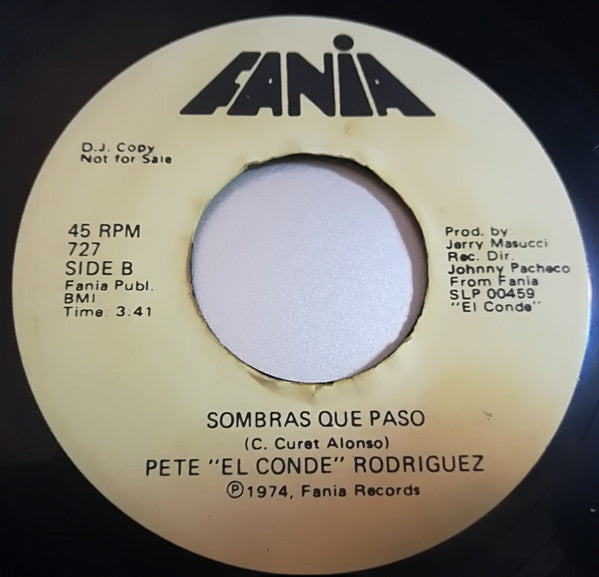 FANIA
D.J. Copy
Not for Sale
45 RPM
727
SIDE B
Fania Publ.
BMI
Time: 3:41
Prod. by:
Jerry Masucci
Rec. Dir.
Johnny Pacheco
From Fania
SLP 00459
"El Conde"
SOMBRAS QUE PASO
(C. Curet Alonso)
PETE "EL CONDE" RODRIGUEZ
Ⓟ1974, Fania Records